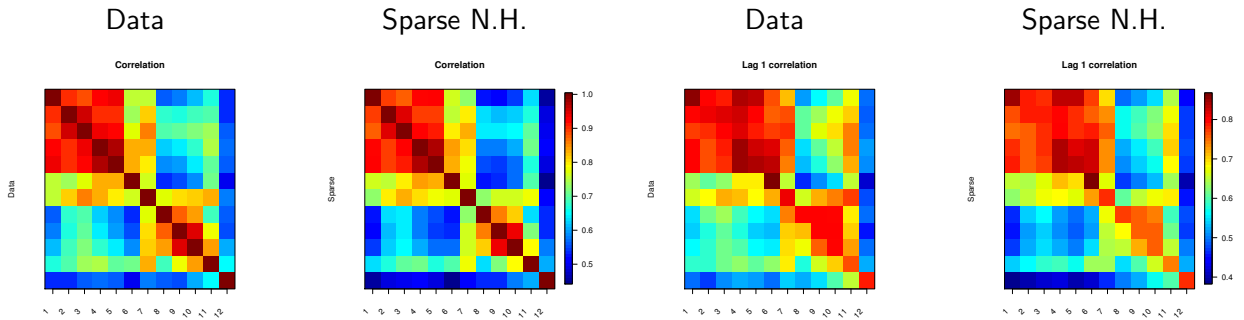 Data
Sparse N.H.
Data
Sparse N.H.
Correlation
Correlation
Lag 1 correlation
Lag 1 correlation
Data
1 2 3 4 5 6 7 8 9 10 11 12
Sparse
1 2 3 4 5 6 7 8 9 10 11 12
1.0
0.9
0.8
0.7
0.6
0.5
Data
1 2 3 4 5 6 7 8 9 10 11 12
Sparse
1 2 3 4 5 6 7 8 9 10 11 12
0.8
0.7
0.6
0.5
0.4